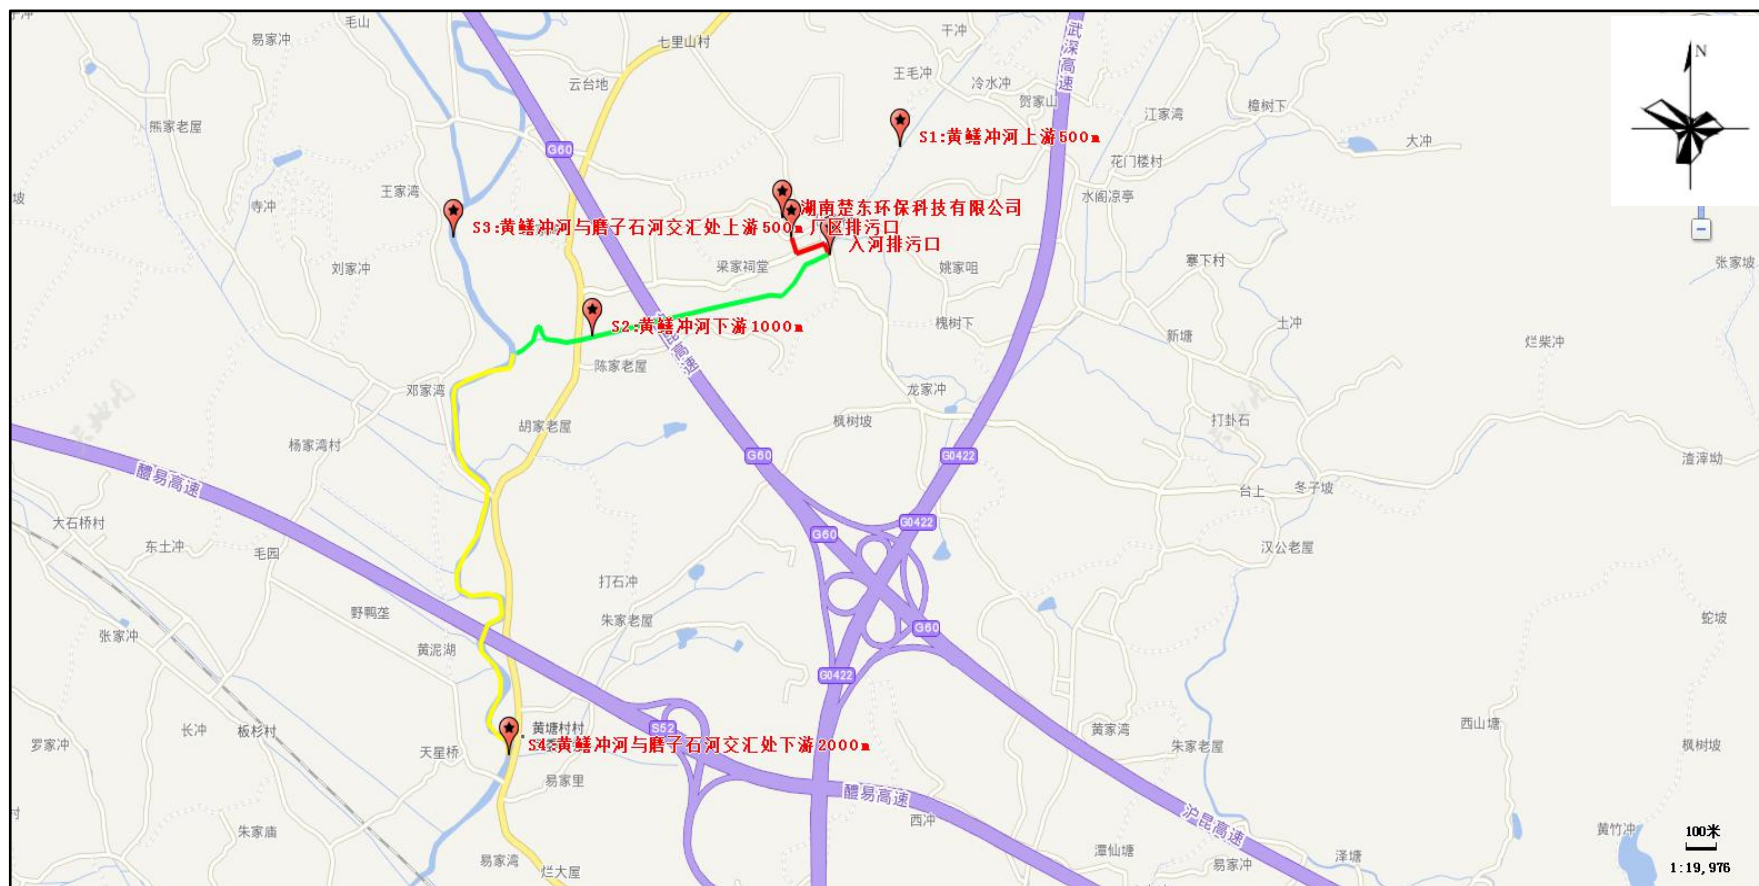 毛山
易家冲
七里山村
干冲
武深高速
N
云台地
王毛冲
冷水冲
贺家山
江家湾
樟树下
熊家老屋
S1:黄鳝冲河上游500m
大冲
G60
花门楼村
王家湾
水阁凉亭
坡
寺冲
湖南楚东环保科技有限公司
S3:黄鳝冲河与磨子石河交汇处上游500m
厂区排污口
入河排污口
刘家冲
梁家祠堂
姚家咀
寨下村
张家坡
S2:黄鳝冲河下游1000m
槐树下
土冲
新塘
烂柴冲
昆高速
陈家老屋
邓家湾
龙家冲
枫树坡
打卦石
胡家老屋
杨家湾村
G60
G0422
渣滓坳
醴易高速
台上
冬子坡
大石桥村
G0422
G60
东土冲
毛园
汉公老屋
打石冲
野鸭垄
朱家老屋
张家冲
G60
蛇坡
黄泥湖
G0422
长冲
板杉村
黄塘村村
S52
黄家湾
西山塘
罗家冲
天星桥
S4:黄鳝冲河与磨子石河交汇处下游2000m
朱家老屋
枫树坡
易家里
醴易高速
沪昆高速
朱家庙
西冲
黄竹冲
100米
易家湾
烂大屋
潭仙塘
易家冲
泽塘
1:19,976